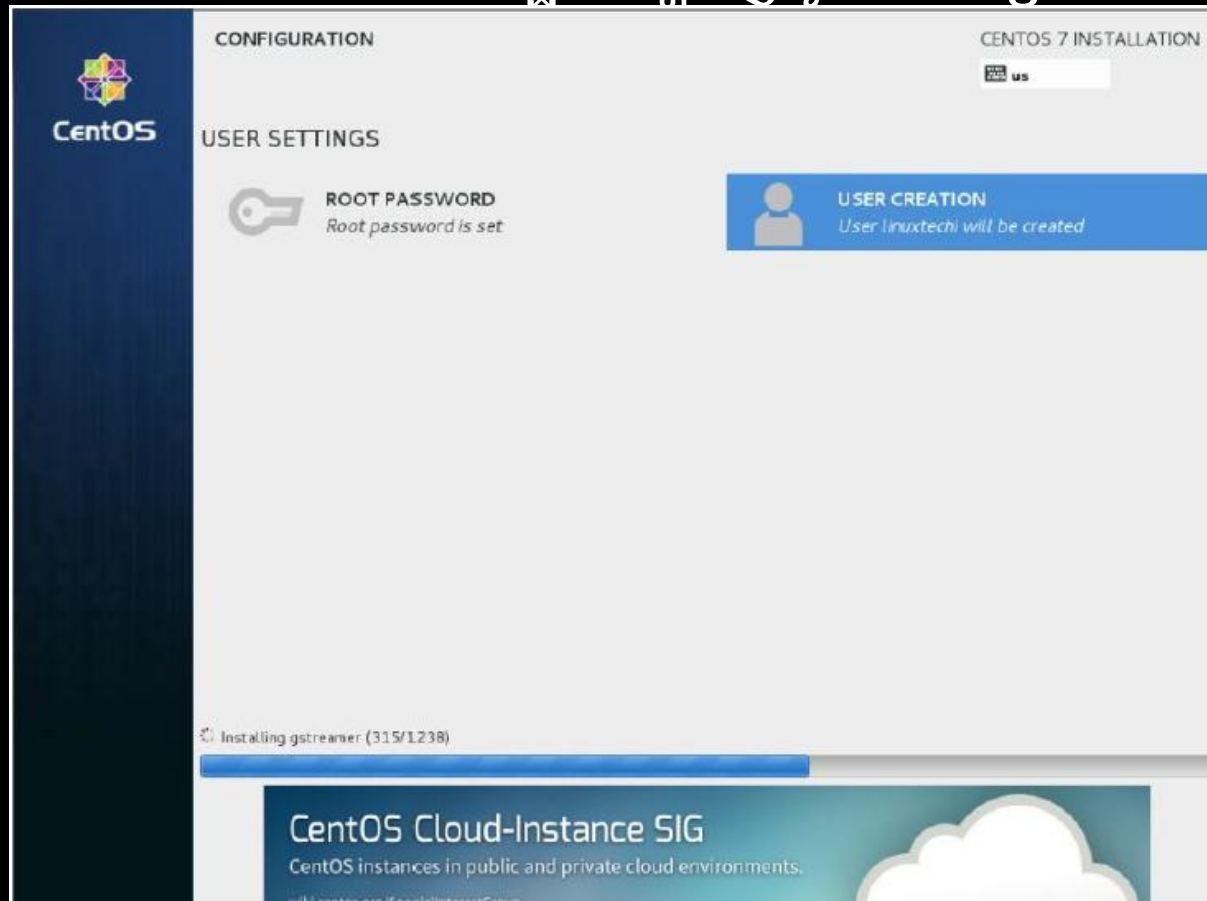 CONFIGURATION
CENTOS 7 INSTALLATION
us
CentOS
USER SETTINGS
ROOT PASSWORD
Root password is set
USER CREATION
User linuxtechi will be created
Installing gstreamer (315/1238)
CentOS Cloud-Instance SIG
CentOS instances in public and private cloud environments.